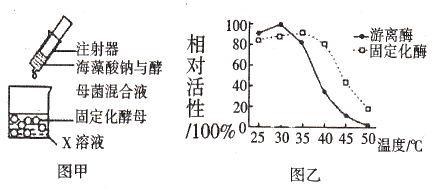 注射器
海藻酸钠与酵
母菌混合液
固定化酵母
X 溶液
图甲
相对活性
/100%
100
80
60
40
20
0
游离酶
固定化酶
25 30 35 40 45 50
温度/℃
图乙